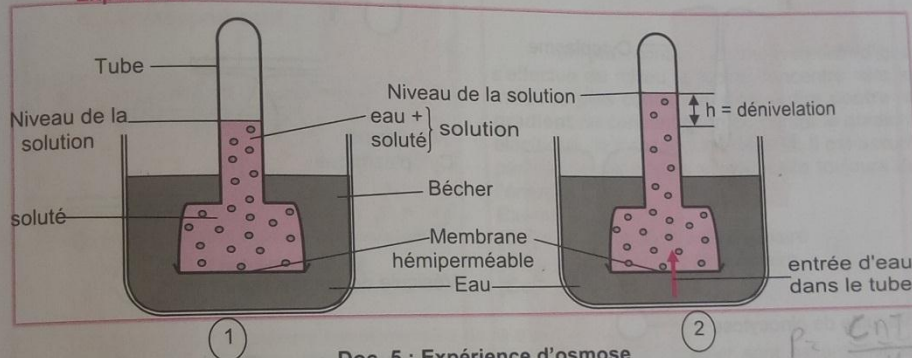 Tube
Niveau de la
solution
eau +
soluté
solution
soluté
Bécher
Membrane
hémiperméable
Eau
1
Niveau de la solution
h = dénivelation
entrée d'eau
dans le tube
2
Doc. 5 : Expérience d'osmose